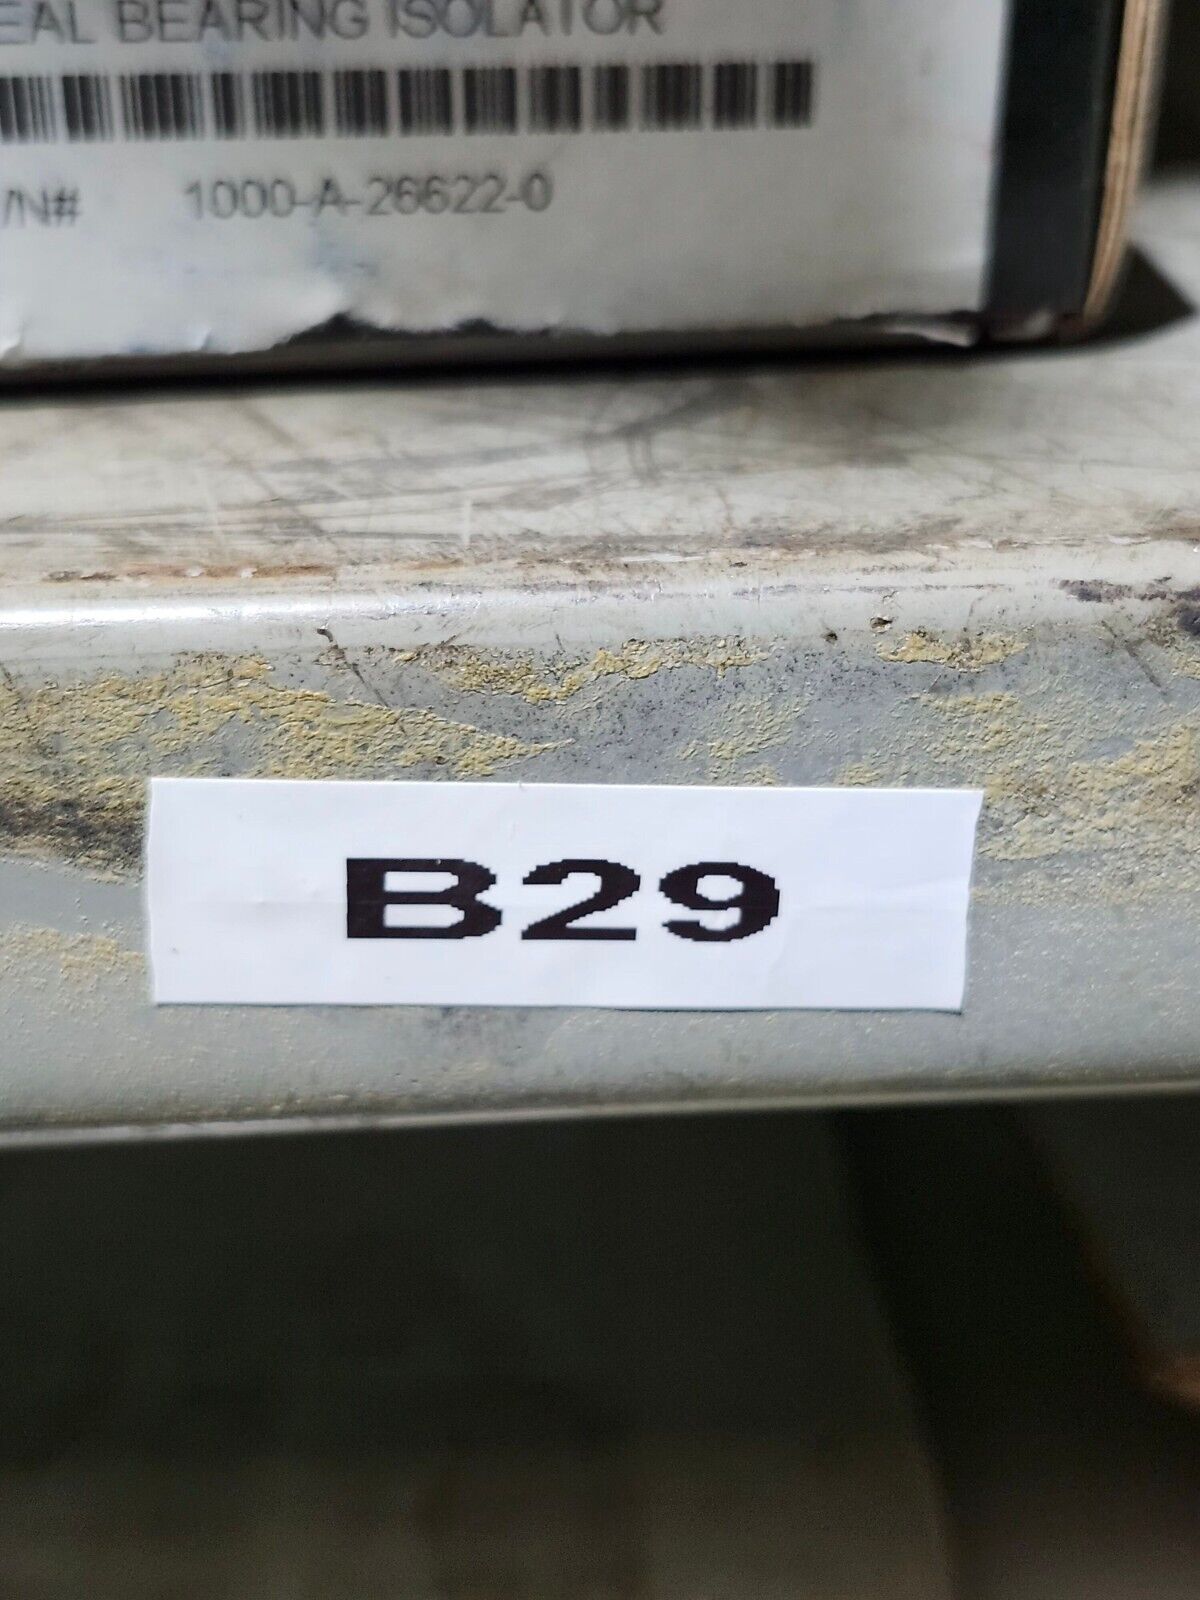 EAL BEARING ISOLATOR
/N# 1000-A-26622-0
B29